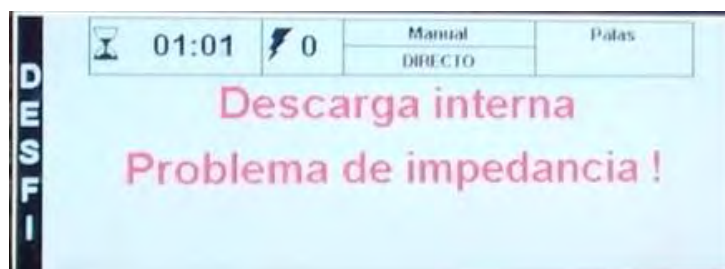 01:01
0
Manual
DIRECTO
Palas
DESFI
Descarga interna
Problema de impedancia !